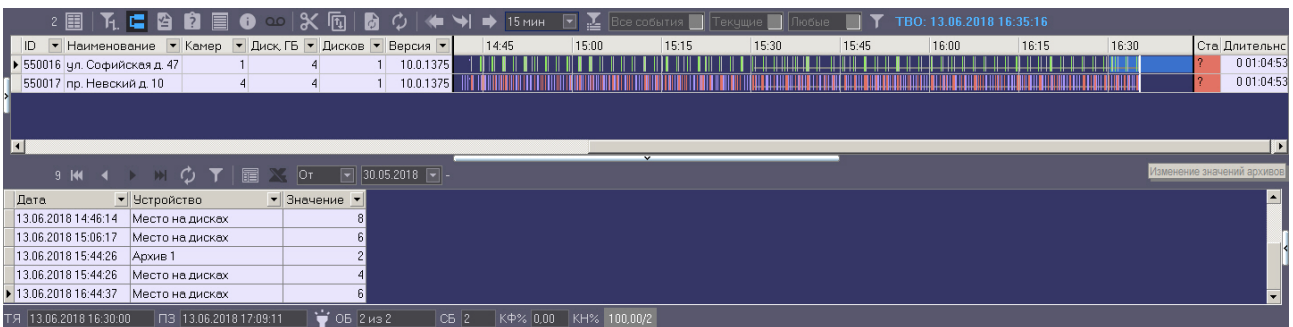 2 15 мин Все события Текущие Любые ТВО: 13.06.2018 16:35:16
ID Наименование Камер Диск, ГБ Дисков Версия 14:45 15:00 15:15 15:30 15:45 16:00 16:15 16:30 Ста Длительнс
550016 ул. Софийская д. 47 1 4 1 10.0.1375 ? 0 01:04:53
550017 пр. Невский д. 10 4 4 1 10.0.1375 ? 0 01:04:53
9 От 30.05.2018 - Изменение значений архивов
Дата Устройство Значение
13.06.2018 14:46:14 Место на дисках 8
13.06.2018 15:06:17 Место на дисках 6
13.06.2018 15:44:26 Архив 1 2
13.06.2018 15:44:26 Место на дисках 4
13.06.2018 16:44:37 Место на дисках 6
ТЯ 13.06.2018 16:30:00 ПЗ 13.06.2018 17:09:11 ОБ 2 из 2 СБ 2 КФ% 0,00 КН% 100,00/2